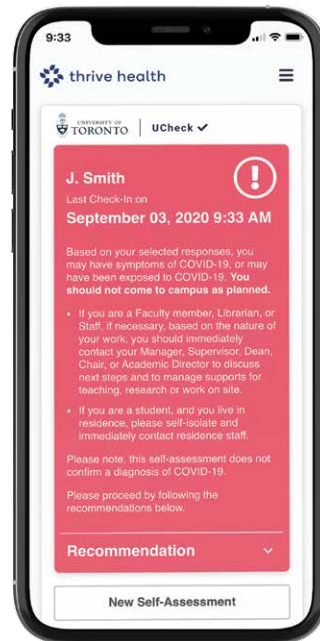 9:33
thrive health
UNIVERSITY OF
TORONTO
UCheck
J. Smith
Last Check-In on
September 03, 2020 9:33 AM
Based on your selected responses, you
may have symptoms of COVID-19, or may
have been exposed to COVID-19. You
should not come to campus as planned.
• If you are a Faculty member, Librarian, or
Staff, if necessary, based on the nature of
your work, you should immediately
contact your Manager, Supervisor, Dean,
Chair, or Academic Director to discuss
next steps and to manage supports for
teaching, research or work on site.
• If you are a student, and you live in
residence, please self-isolate and
immediately contact residence staff.
Please note, this self-assessment does not
confirm a diagnosis of COVID-19.
Please proceed by following the
recommendations below.
Recommendation
New Self-Assessment